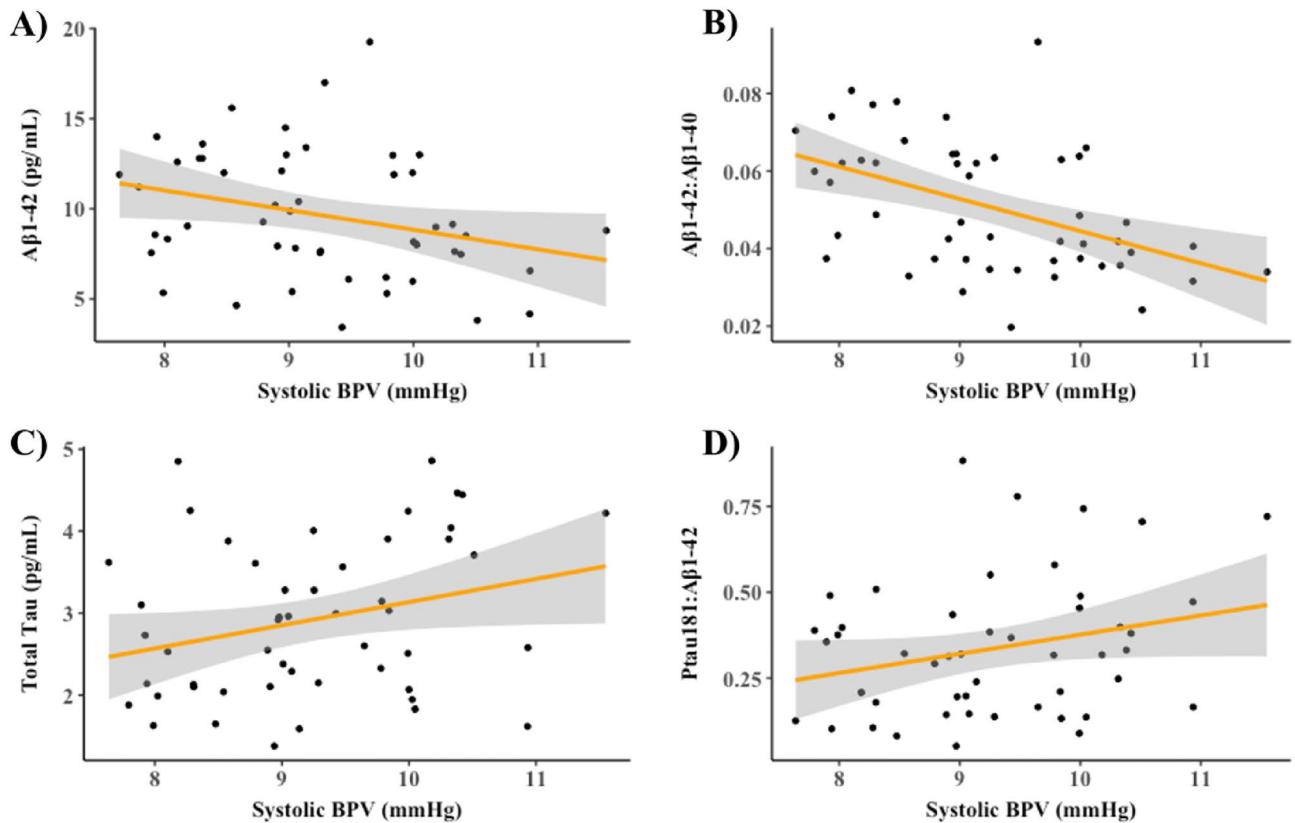 A)
Aβ1-42 (pg/mL)
20
15
10
5
8 9 10 11
Systolic BPV (mmHg)
B)
Aβ1-42:Aβ1-40
0.08
0.06
0.04
0.02
8 9 10 11
Systolic BPV (mmHg)
C)
Total Tau (pg/mL)
5
4
3
2
8 9 10 11
Systolic BPV (mmHg)
D)
Ptau181:Aβ1-42
0.75
0.50
0.25
8 9 10 11
Systolic BPV (mmHg)